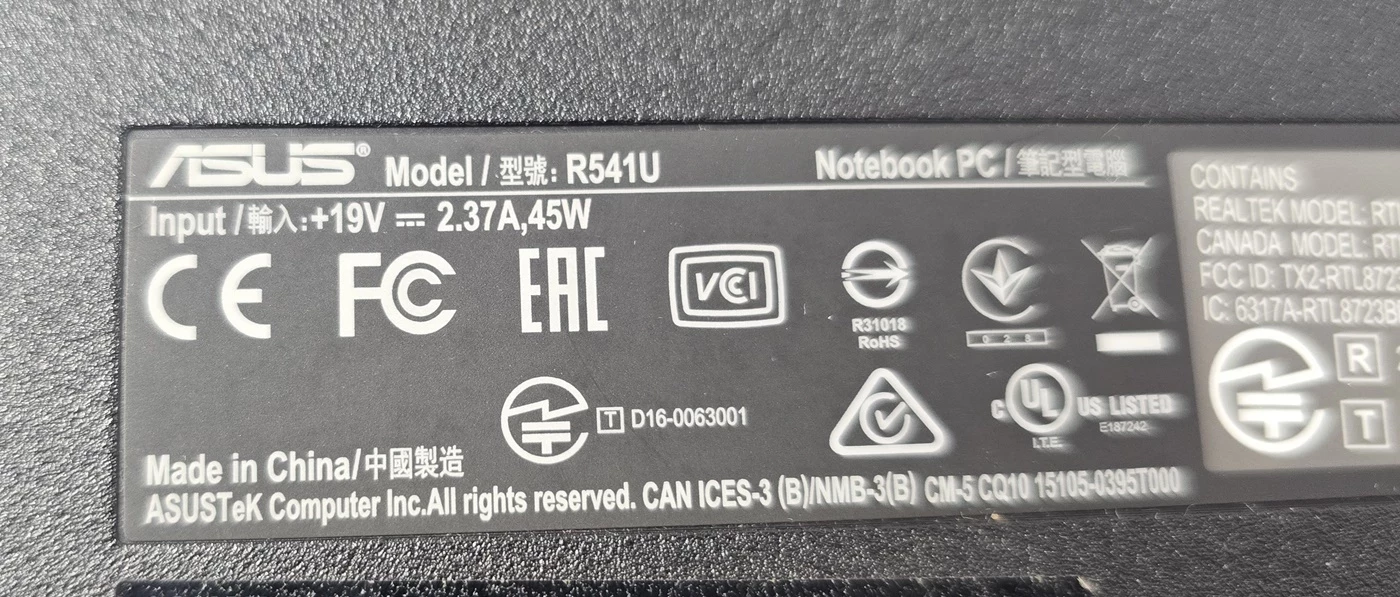 ASUS® Model / 型號: R541U
Notebook PC / 筆記型電腦
Input / 輸入:+19V ⎓ 2.37A,45W
CE FC EAC VCI
R31018
RoHS
028
T D16-0063001
C UL US LISTED
I.T.E. E187242
Made in China/中國製造
ASUSTeK Computer Inc.All rights reserved. CAN ICES-3 (B)/NMB-3(B) CM-5 CQ10 15105-0395T000
CONTAINS
REALTEK MODEL:
CANADA MODEL:
FCC ID: TX2-RTL872
IC: 6317A-RTL8723B
R
T